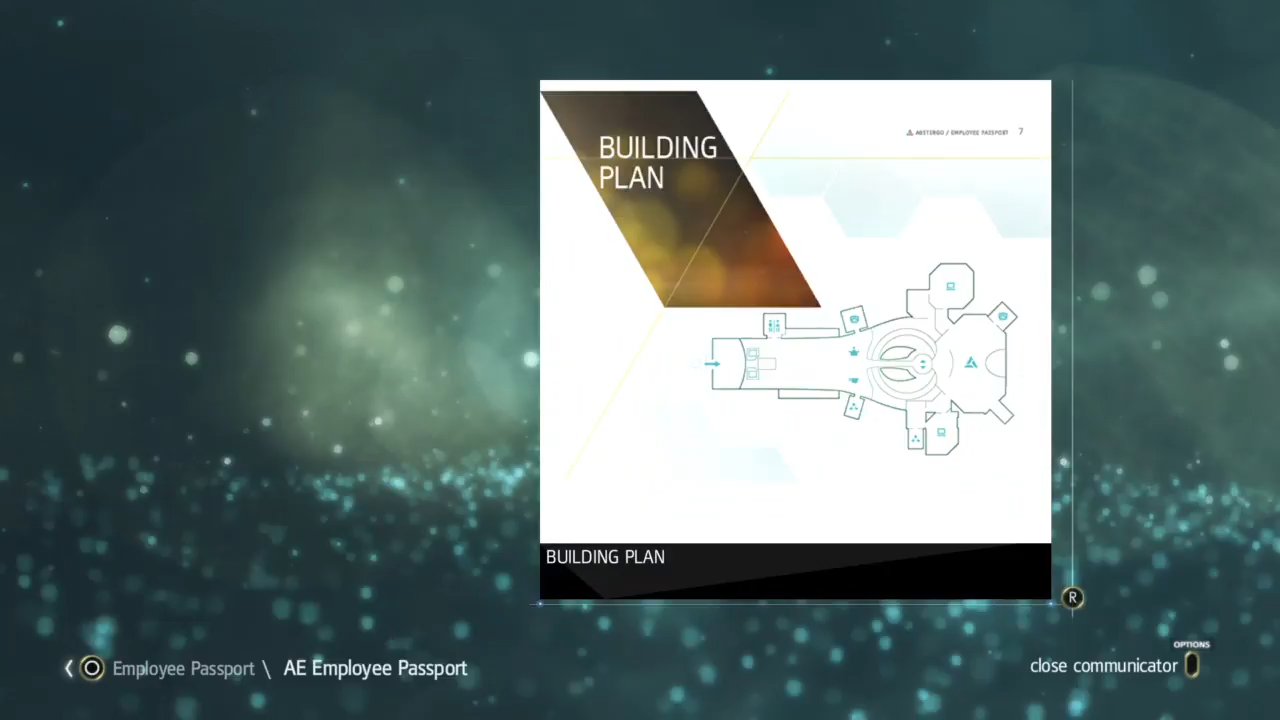 BUILDING
PLAN
ABSTERGO / EMPLOYEE PASSPORT 7
BUILDING PLAN
R
OPTIONS
Employee Passport \ AE Employee Passport
close communicator